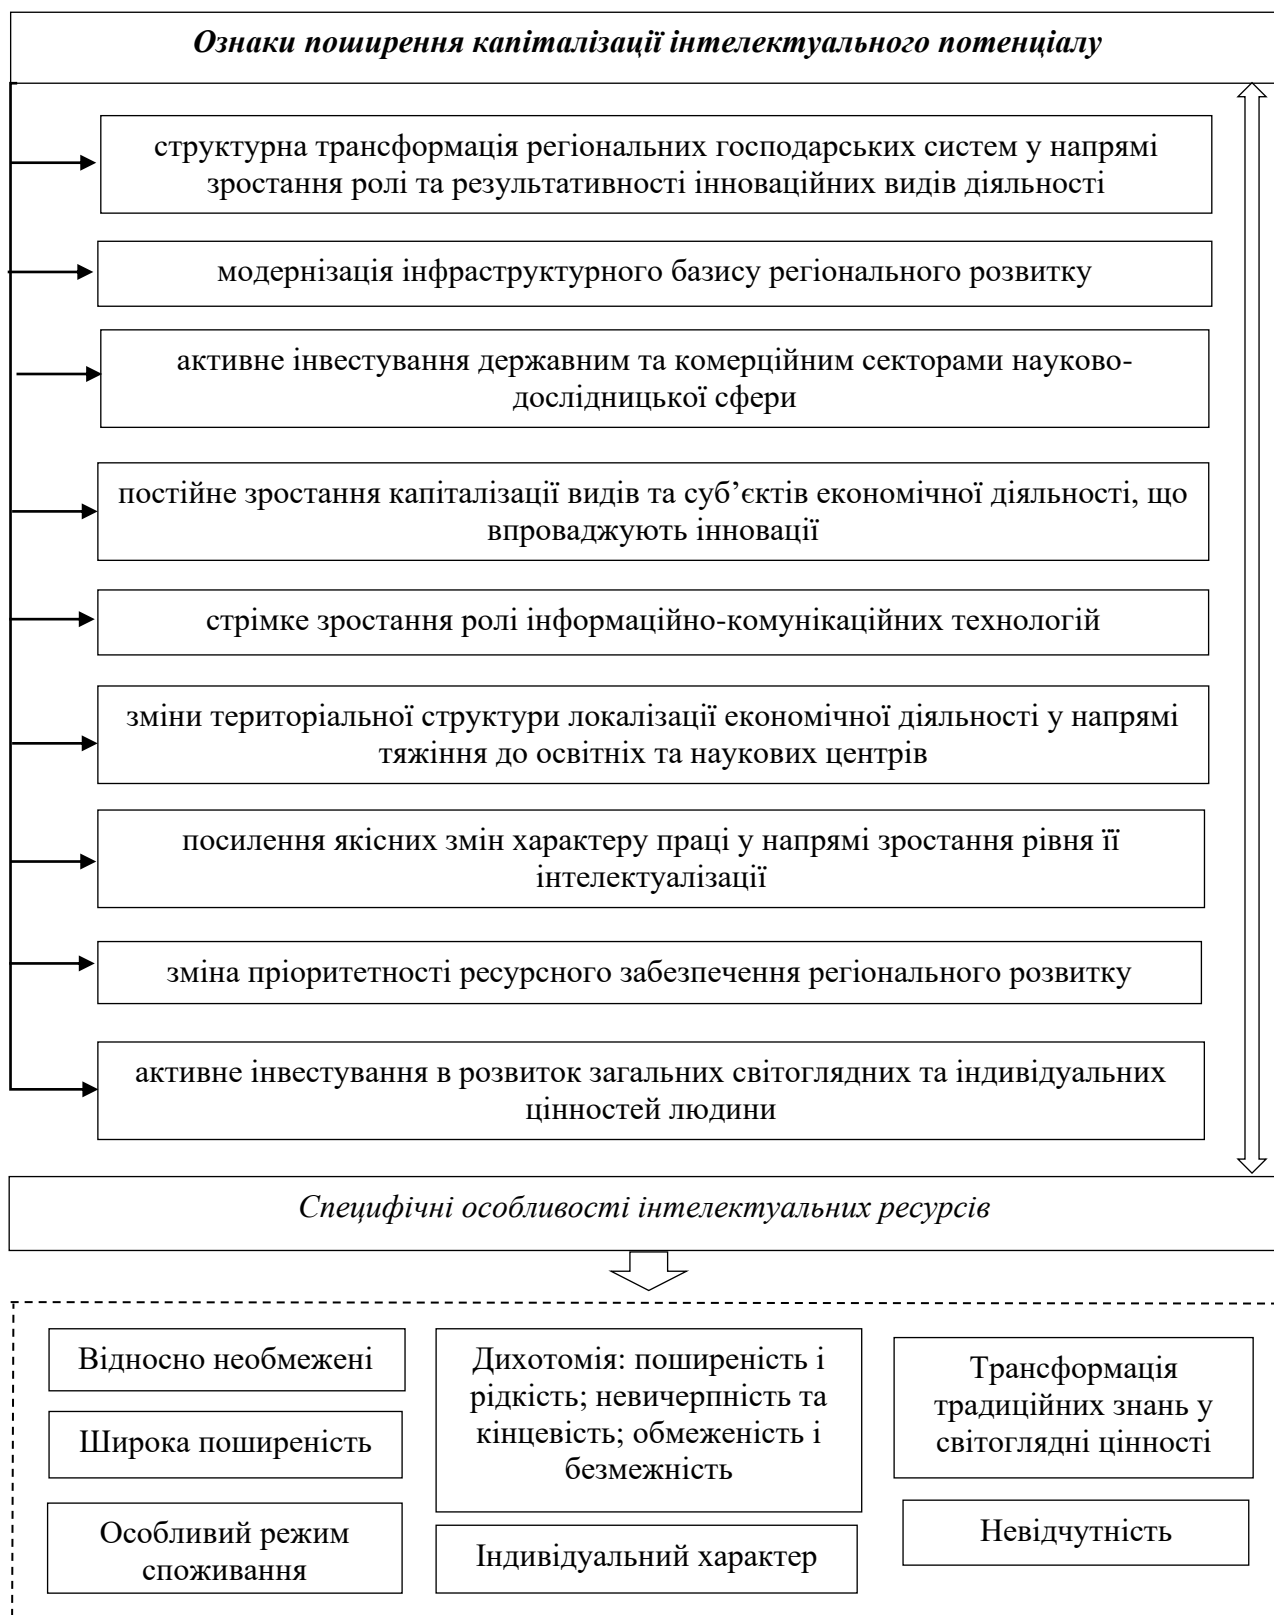 Ознаки поширення капіталізації інтелектуального потенціалу
структурна трансформація регіональних господарських систем у напрямі
зростання ролі та результативності інноваційних видів діяльності
модернізація інфраструктурного базису регіонального розвитку
активне інвестування державним та комерційним секторами науково-
дослідницької сфери
постійне зростання капіталізації видів та суб’єктів економічної діяльності, що
впроваджують інновації
стрімке зростання ролі інформаційно-комунікаційних технологій
зміни територіальної структури локалізації економічної діяльності у напрямі
тяжіння до освітніх та наукових центрів
посилення якісних змін характеру праці у напрямі зростання рівня її
інтелектуалізації
зміна пріоритетності ресурсного забезпечення регіонального розвитку
активне інвестування в розвиток загальних світоглядних та індивідуальних
цінностей людини
Специфічні особливості інтелектуальних ресурсів
Відносно необмежені
Широка поширеність
Особливий режим
споживання
Дихотомія: поширеність і
рідкість; невичерпність та
кінцевість; обмеженість і
безмежність
Індивідуальний характер
Трансформація
традиційних знань у
світоглядні цінності
Невідчутність